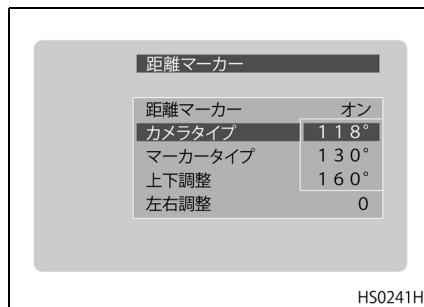 距離マーカー
距離マーカー オン
カメラタイプ 118°
マーカータイプ 130°
上下調整 160°
左右調整 0
HS0241H